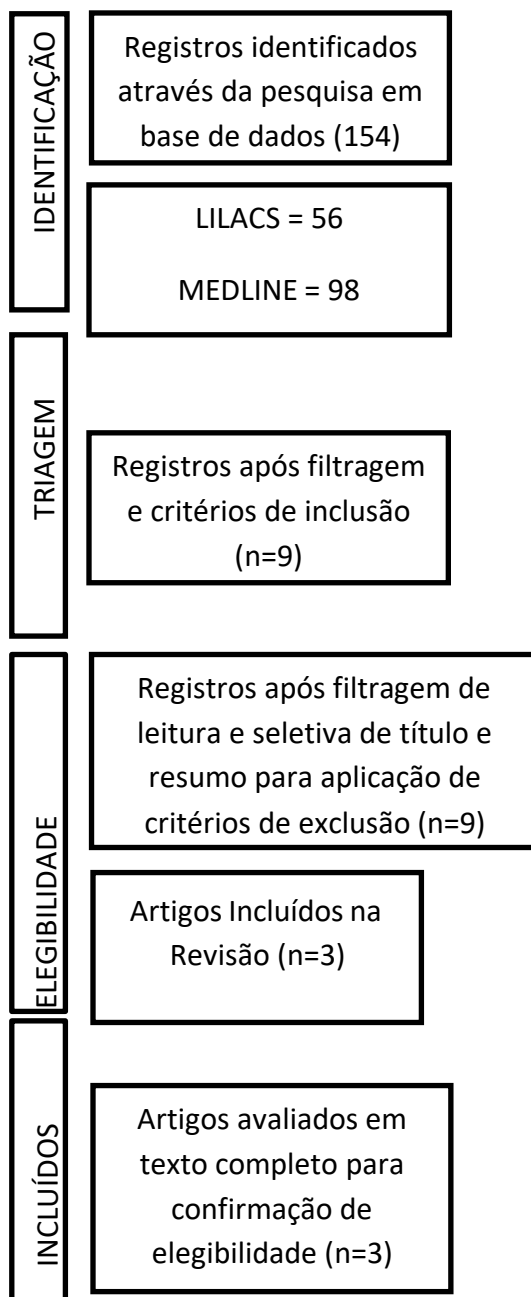 IDENTIFICAÇÃO
Registros identificados
através da pesquisa em
base de dados (154)
LILACS = 56
MEDLINE = 98
TRIAGEM
Registros após filtragem
e critérios de inclusão
(n=9)
ELEGIBILIDADE
Registros após filtragem de
leitura e seletiva de título e
resumo para aplicação de
critérios de exclusão (n=9)
Artigos Incluídos na
Revisão (n=3)
INCLUÍDOS
Artigos avaliados em
texto completo para
confirmação de
elegibilidade (n=3)